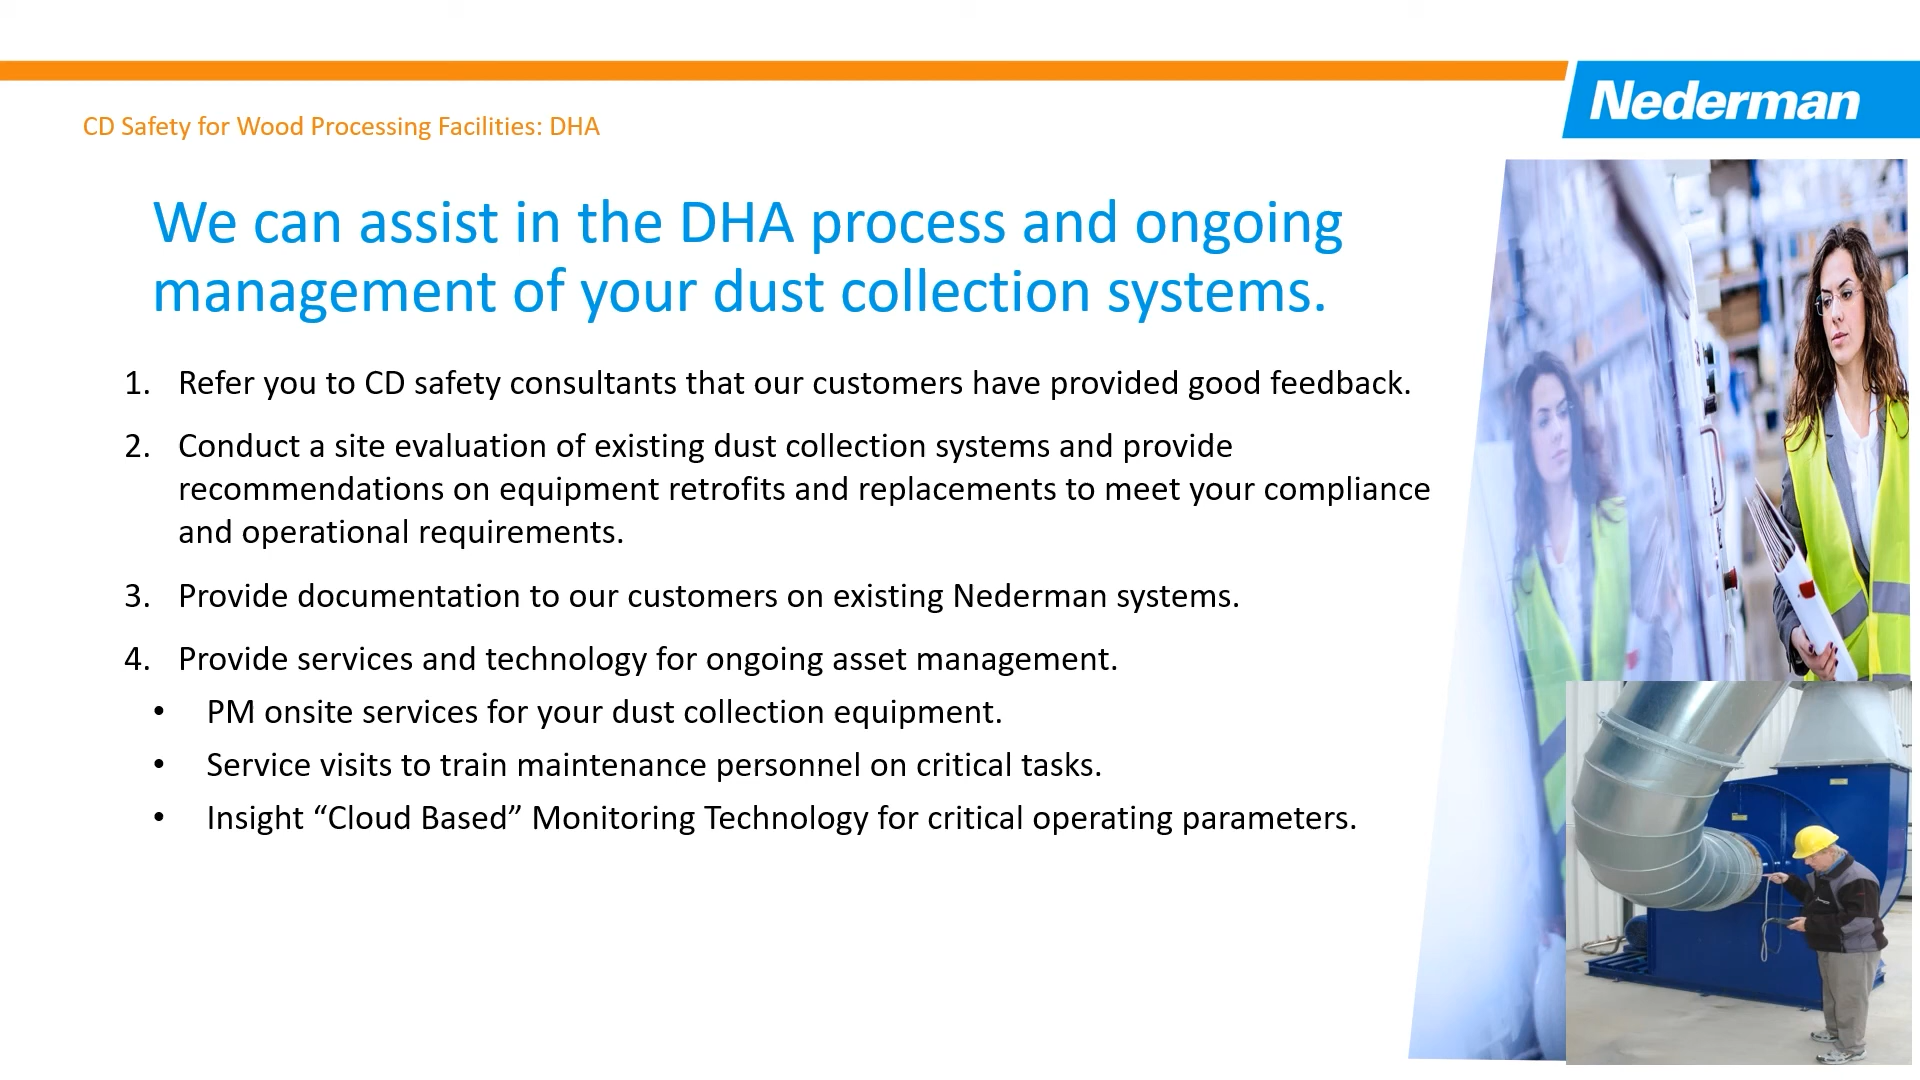 Nederman
CD Safety for Wood Processing Facilities: DHA
We can assist in the DHA process and ongoing
management of your dust collection systems.
1. Refer you to CD safety consultants that our customers have provided good feedback.
2. Conduct a site evaluation of existing dust collection systems and provide
recommendations on equipment retrofits and replacements to meet your compliance
and operational requirements.
3. Provide documentation to our customers on existing Nederman systems.
4. Provide services and technology for ongoing asset management.
• PM onsite services for your dust collection equipment.
• Service visits to train maintenance personnel on critical tasks.
• Insight “Cloud Based” Monitoring Technology for critical operating parameters.